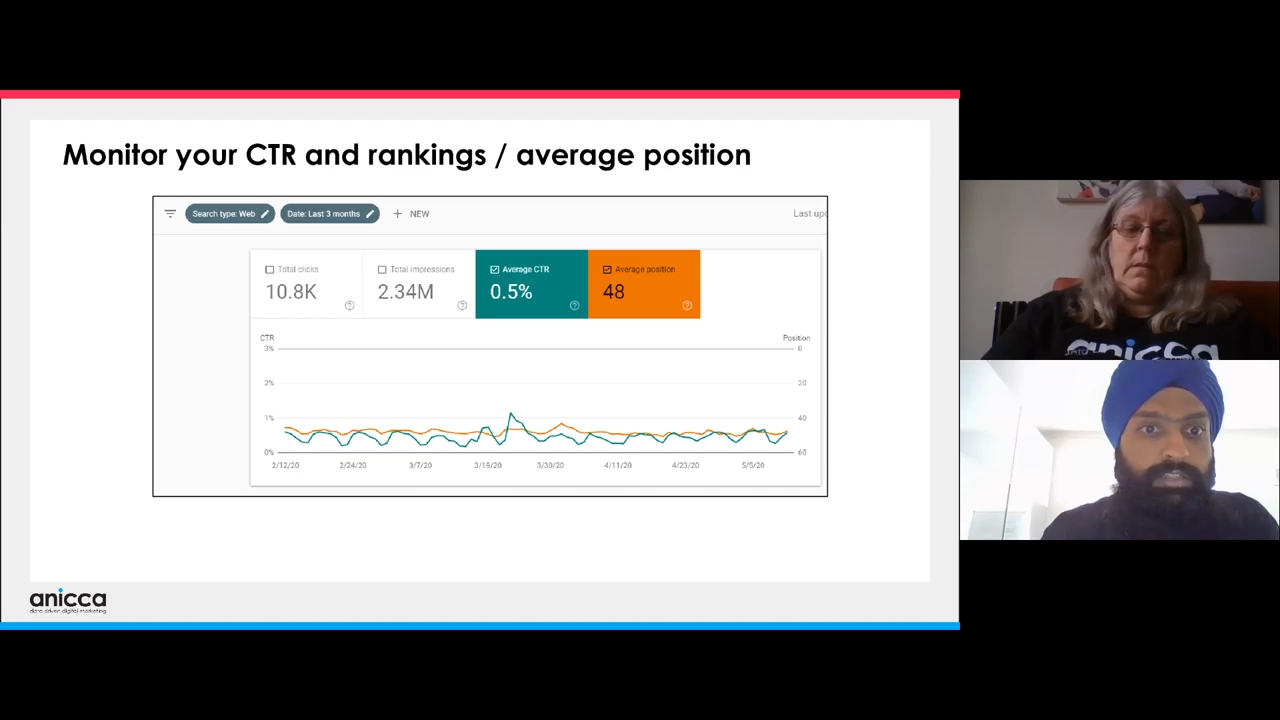 Monitor your CTR and rankings / average position
Search type: Web
Date: Last 3 months
+ NEW
Last upd
Total clicks
10.8K
Total impressions
2.34M
Average CTR
0.5%
Average position
48
CTR
Position
3%
0
2%
20
1%
40
0%
60
2/12/20
2/24/20
3/7/20
3/19/20
3/30/20
4/11/20
4/23/20
5/5/20
anicca
data driven digital marketing
anicca